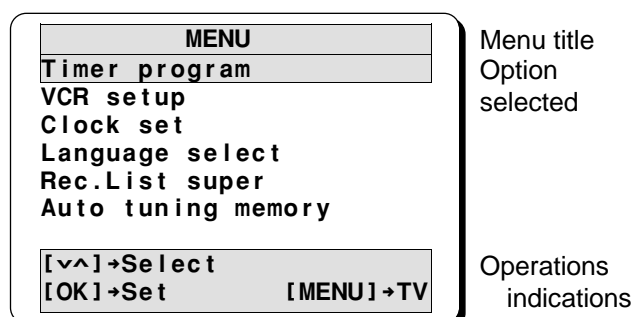 MENU
Timer program
VCR setup
Clock set
Language select
Rec.List super
Auto tuning memory
[∨∧]→Select
[OK]→Set [MENU]→TV
Menu title
Option
selected
Operations
indications